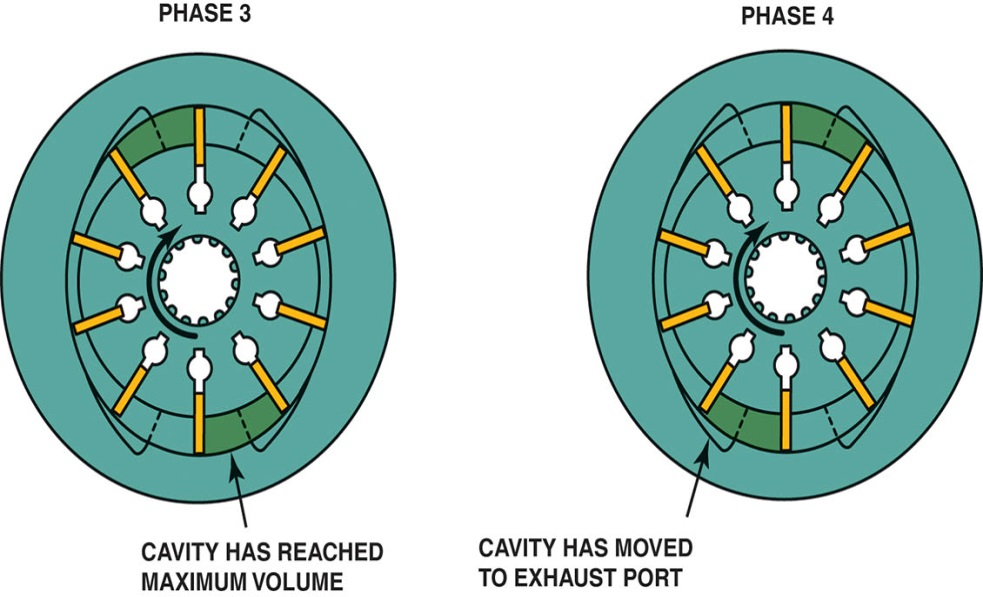 PHASE 3
PHASE 4
CAVITY HAS REACHED
MAXIMUM VOLUME
CAVITY HAS MOVED
TO EXHAUST PORT